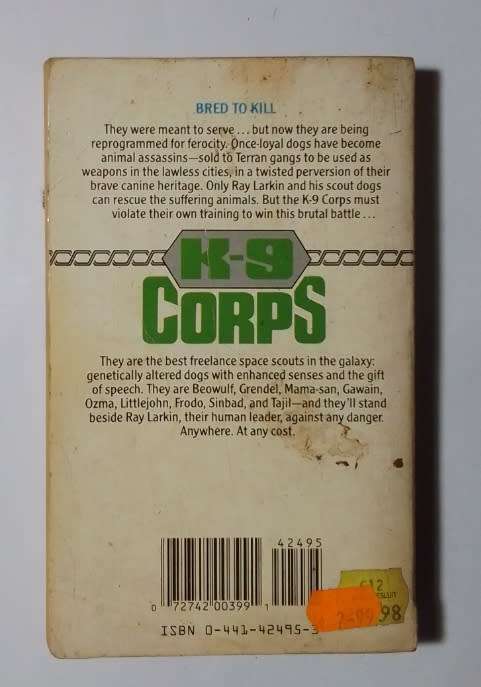 BRED TO KILL
They were meant to serve...but now they are being
reprogrammed for ferocity. Once-loyal dogs have become
animal assassins—sold to Terran gangs to be used as
weapons in the lawless cities, in a twisted perversion of their
brave canine heritage. Only Ray Larkin and his scout dogs
can rescue the suffering animals. But the K-9 Corps must
violate their own training to win this brutal battle...
K-9
CORPS
They are the best freelance space scouts in the galaxy:
genetically altered dogs with enhanced senses and the gift
of speech. They are Beowulf, Grendel, Mama-san, Gawain,
Ozma, Littlejohn, Frodo, Sinbad, and Tajil—and they'll stand
beside Ray Larkin, their human leader, against any danger.
Anywhere. At any cost.
42495
0 72742 00399 1
ISBN 0-441-42495-3
98